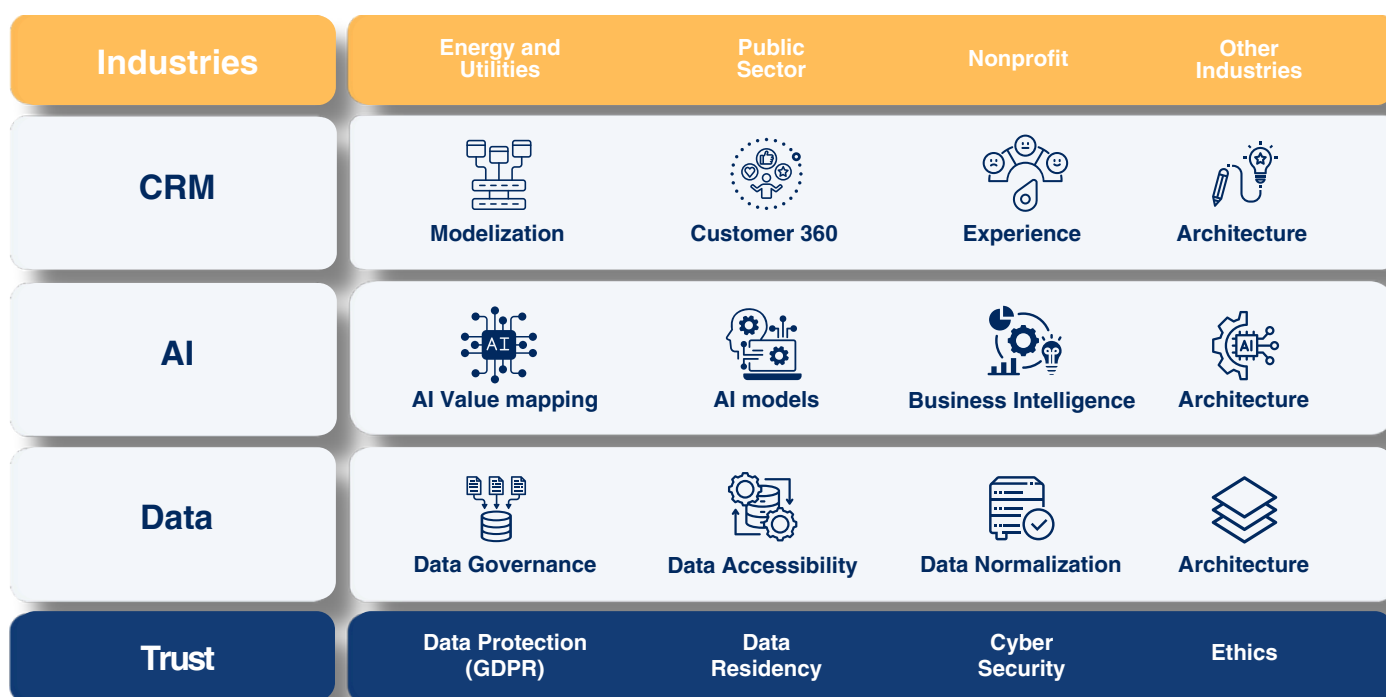 Industries
Energy and
Utilities
Public
Sector
Nonprofit
Other
Industries
CRM
Modelization
Customer 360
Experience
Architecture
AI
AI
AI
AI Value mapping
AI models
Business Intelligence
Architecture
Data
Data Governance
Data Accessibility
Data Normalization
Architecture
Trust
Data Protection
(GDPR)
Data
Residency
Cyber
Security
Ethics